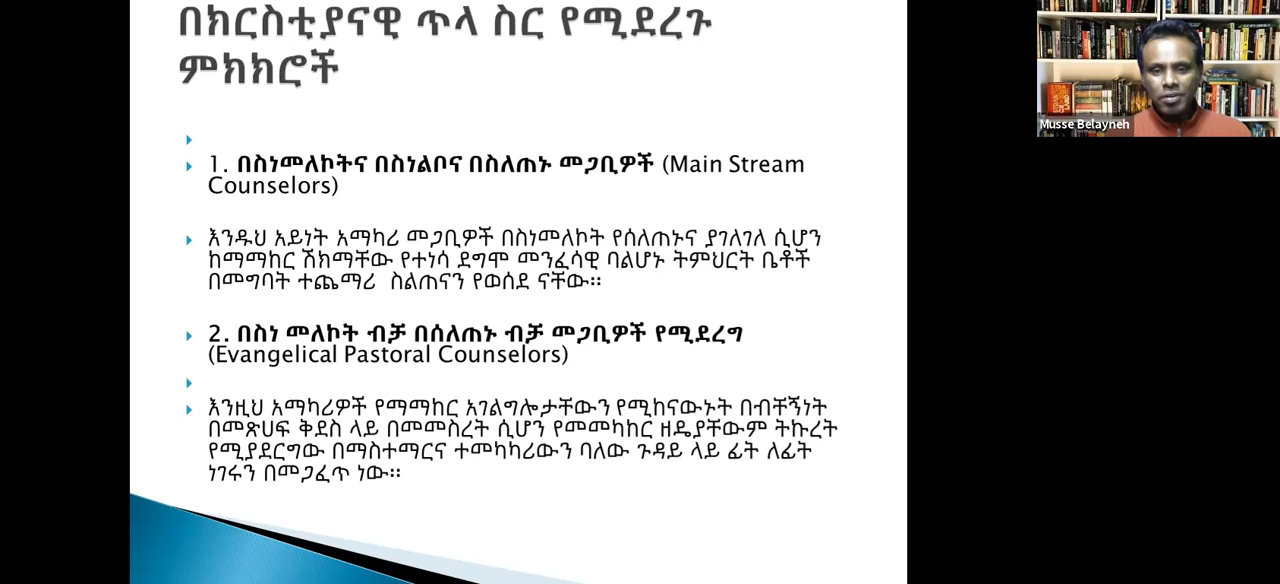 በክርስቲያናዊ ጥላ ስር የሚደረጉ
ምክክሮች
1. በስነመለኮትና በስነልቦና በስለጠኑ መጋቢዎች (Main Stream
Counselors)
እንዱህ አይነት አማካሪ መጋቢዎች በስነመለኮት የሰለጠኑና ያገለገለ ሲሆን
ከማማከር ሽክማቸው የተነሳ ደግሞ መንፈሳዊ ባልሆኑ ትምህርት ቤቶች
በመግባት ተጨማሪ ስልጠናን የወሰደ ናቸው።
2. በስነ መለኮት ብቻ በሰለጠኑ ብቻ መጋቢዎች የሚደረግ
(Evangelical Pastoral Counselors)
እንዚህ አማካሪዎች የማማከር አገልግሎታቸውን የሚከናውኑት በብቸኝነት
በመጽሀፍ ቅደስ ላይ በመመስረት ሲሆን የመመካከር ዘዴያቸውም ትኩረት
የሚያደርግው በማስተማርና ተመካካሪውን ባለው ጉዳይ ላይ ፊት ለፊት
ነገሩን በመጋፈጥ ነው።
Musse Belayneh